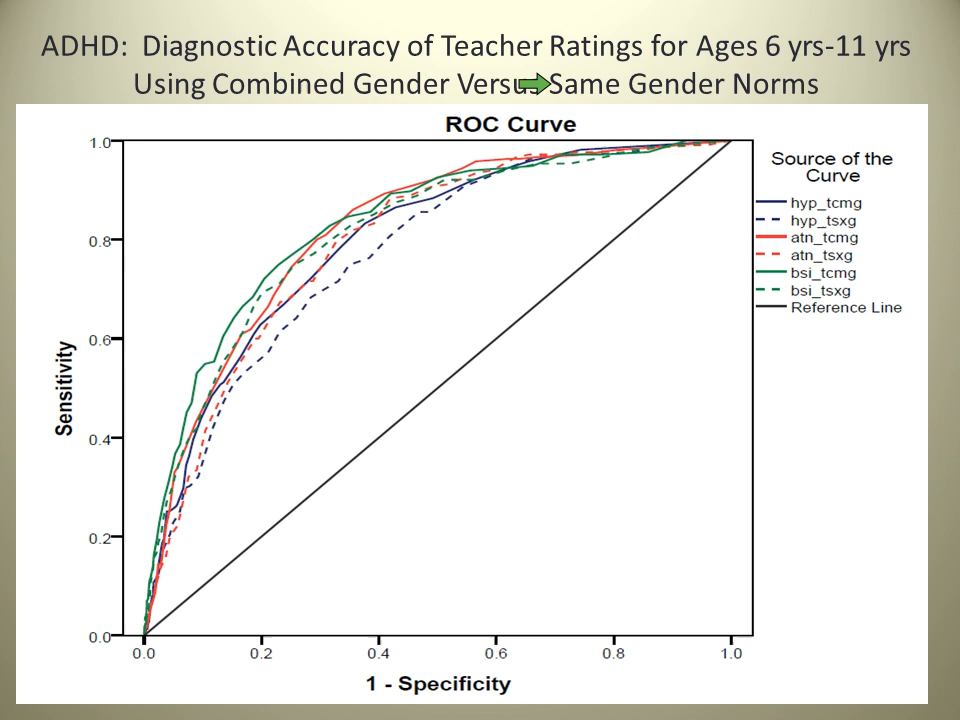 ADHD:  Diagnostic Accuracy of Teacher Ratings for Ages 6 yrs-11 yrs
Using Combined Gender Versus Same Gender Norms
ROC Curve
Source of the
Curve
hyp_tcmg
hyp_tsxg
atn_tcmg
atn_tsxg
bsi_tcmg
bsi_tsxg
Reference Line
Sensitivity
1.0
0.8
0.6
0.4
0.2
0.0
0.0 0.2 0.4 0.6 0.8 1.0
1 - Specificity